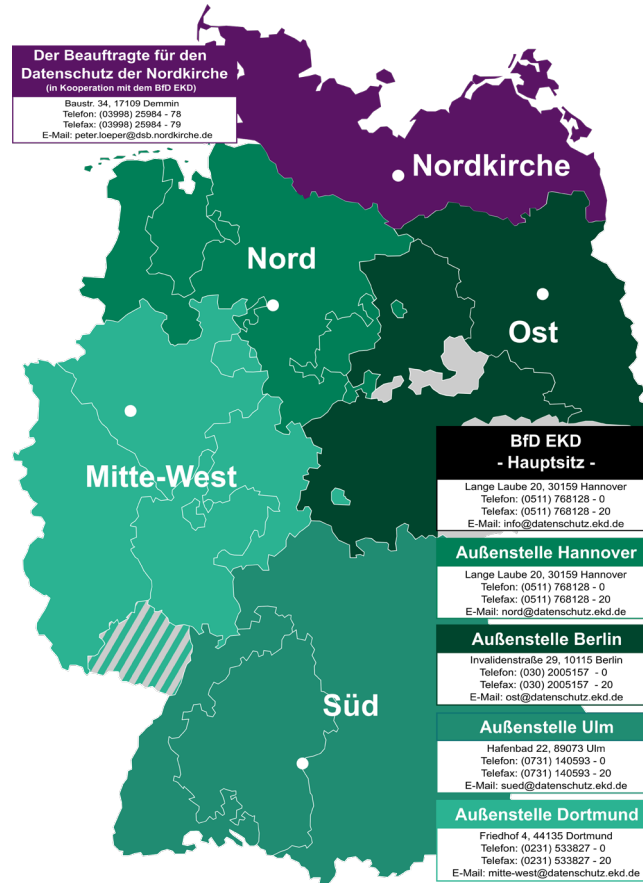 Der Beauftragte für den
Datenschutz der Nordkirche
(in Kooperation mit dem BfD EKD)
Baustr. 34, 17109 Demmin
Telefon: (03998) 25984 - 78
Telefax: (03998) 25984 - 79
E-Mail: peter.loeper@dsb.nordkirche.de
Nordkirche
Nord
Ost
Mitte-West
Süd
BfD EKD
- Hauptsitz -
Lange Laube 20, 30159 Hannover
Telefon: (0511) 768128 - 0
Telefax: (0511) 768128 - 20
E-Mail: info@datenschutz.ekd.de
Außenstelle Hannover
Lange Laube 20, 30159 Hannover
Telefon: (0511) 768128 - 0
Telefax: (0511) 768128 - 20
E-Mail: nord@datenschutz.ekd.de
Außenstelle Berlin
Invalidenstraße 29, 10115 Berlin
Telefon: (030) 2005157 - 0
Telefax: (030) 2005157 - 20
E-Mail: ost@datenschutz.ekd.de
Außenstelle Ulm
Hafenbad 22, 89073 Ulm
Telefon: (0731) 140593 - 0
Telefax: (0731) 140593 - 20
E-Mail: sued@datenschutz.ekd.de
Außenstelle Dortmund
Friedhof 4, 44135 Dortmund
Telefon: (0231) 533827 - 0
Telefax: (0231) 533827 - 20
E-Mail: mitte-west@datenschutz.ekd.de